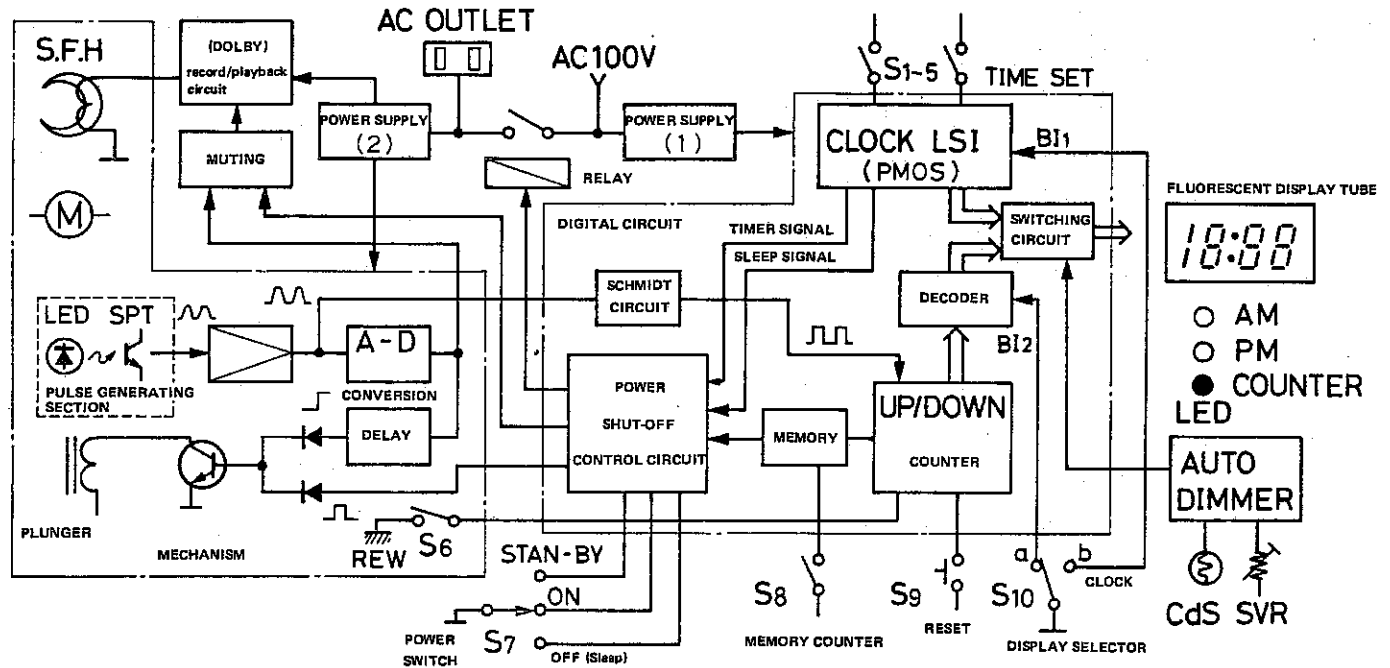 AC OUTLET
S.F.H
(DOLBY)
record/playback
circuit
AC100V
S1~5
TIME SET
POWER SUPPLY
(2)
POWER SUPPLY
(1)
CLOCK LSI
(PMOS)
BI1
MUTING
RELAY
FLUORESCENT DISPLAY TUBE
M
DIGITAL CIRCUIT
TIMER SIGNAL
SLEEP SIGNAL
SWITCHING
CIRCUIT
18:88
SCHMIDT
CIRCUIT
DECODER
LED SPT
A-D
BI2
AM
PM
COUNTER
LED
PULSE GENERATING
SECTION
CONVERSION
POWER
SHUT-OFF
CONTROL CIRCUIT
UP/DOWN
COUNTER
DELAY
MEMORY
AUTO
DIMMER
PLUNGER
MECHANISM
REW
S6
STAN-BY
ON
S7
POWER
SWITCH
OFF (Sleep)
S8
MEMORY COUNTER
S9
RESET
a
b
CLOCK
S10
DISPLAY SELECTOR
CdS SVR